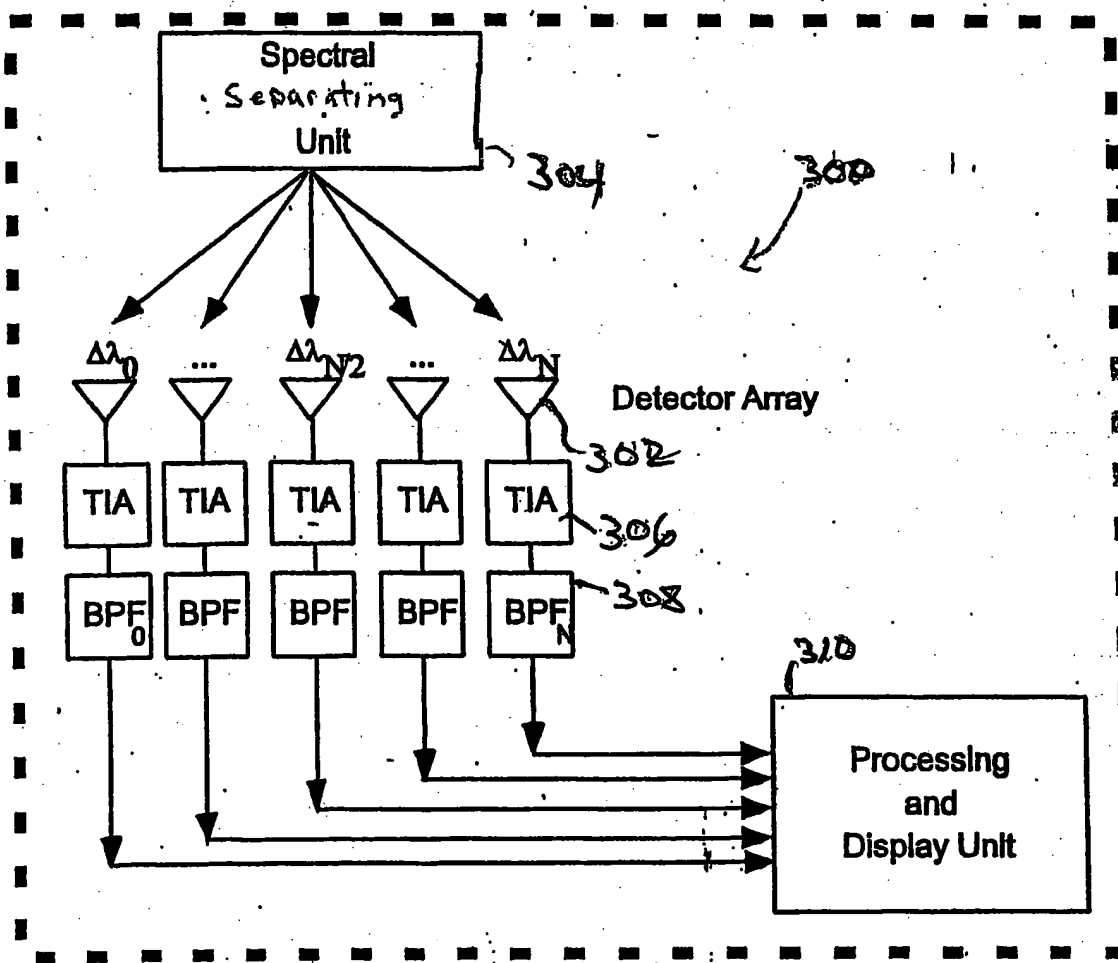 Spectral
Separating
Unit
304
300
Δλ0 ... ΔλN/2 ... ΔλN
Detector Array
302
TIA TIA TIA TIA TIA
306
BPF0 BPF BPF BPF BPFN
308
310
Processing
and
Display Unit